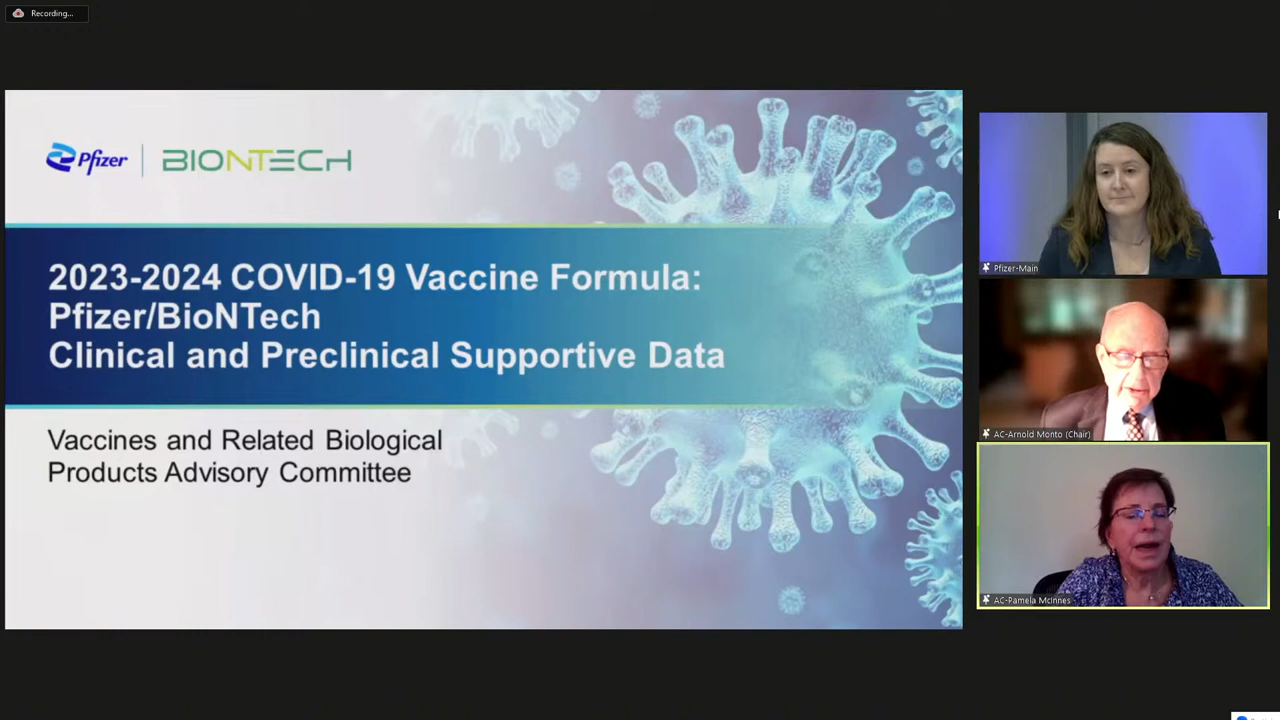 Recording...
Pfizer
BIONTECH
2023-2024 COVID-19 Vaccine Formula:
Pfizer/BioNTech
Clinical and Preclinical Supportive Data
Vaccines and Related Biological
Products Advisory Committee
Pfizer-Main
AC-Arnold Monto (Chair)
AC-Pamela McInnes